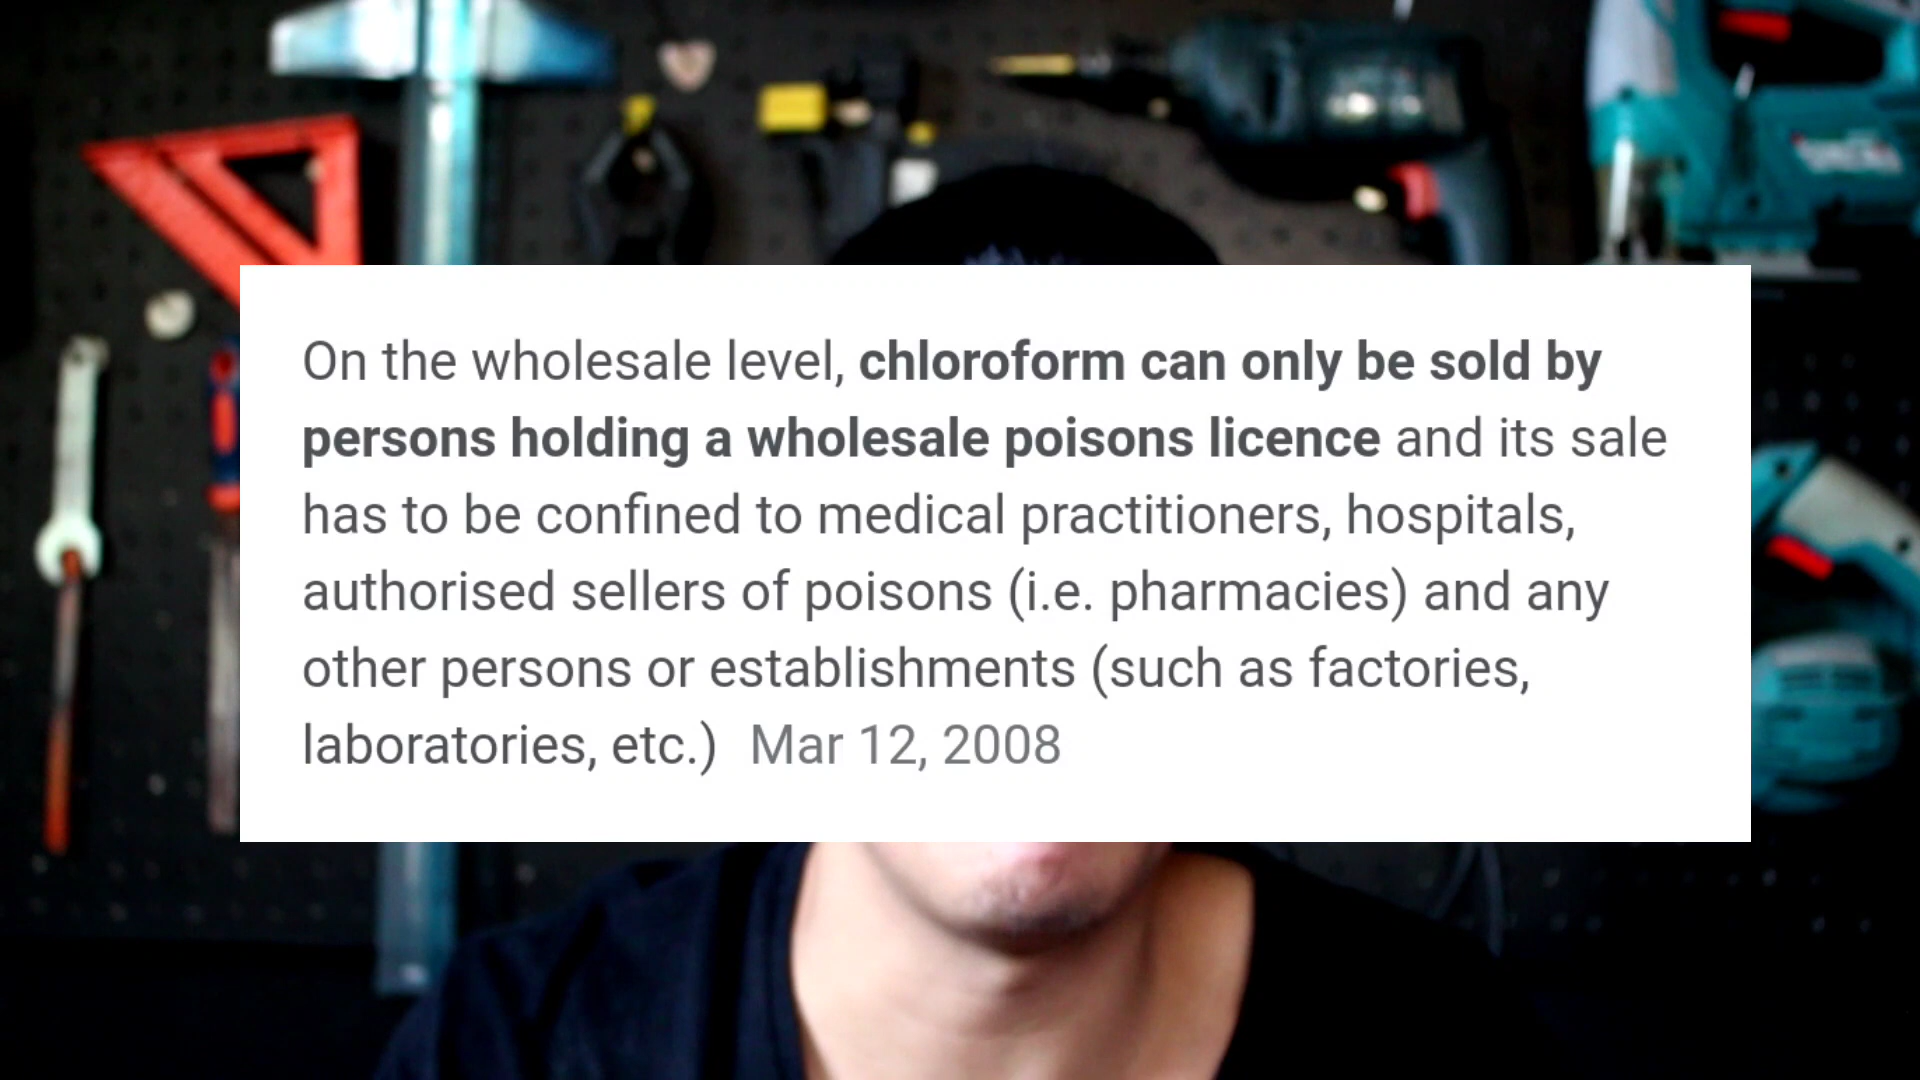 On the wholesale level, chloroform can only be sold by
persons holding a wholesale poisons licence and its sale
has to be confined to medical practitioners, hospitals,
authorised sellers of poisons (i.e. pharmacies) and any
other persons or establishments (such as factories,
laboratories, etc.) Mar 12, 2008